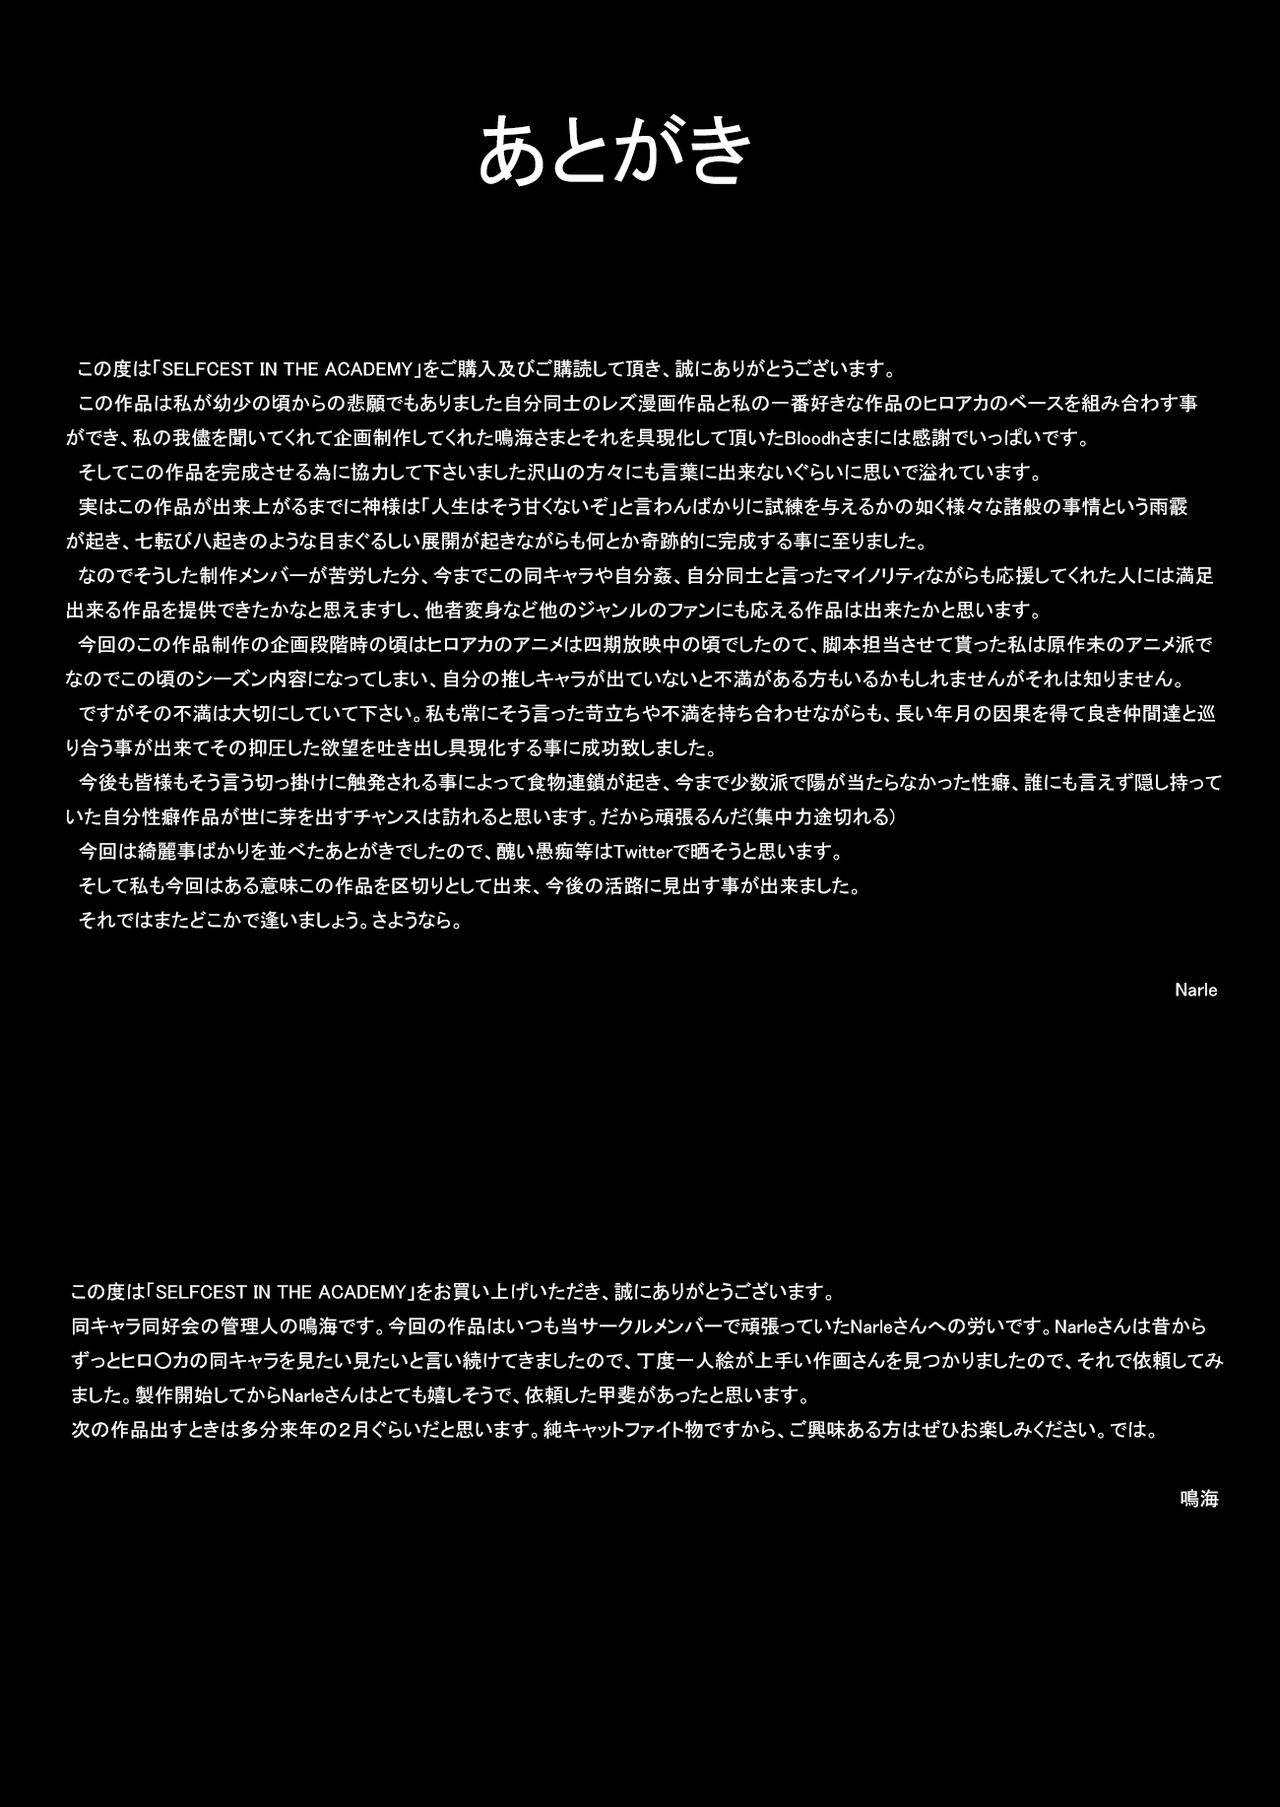 あとがき
この度は「SELFCEST IN THE ACADEMY」をご購入及びご購読して頂き、誠にありがとうございます。
この作品は私が幼少の頃からの悲願でもありました自分同士のレズ漫画作品と私の一番好きな作品のヒロアカのベースを組み合わす事
ができ、私の我儘を聞いてくれて企画制作してくれた鳴海さまとそれを具現化して頂いたBloodhさまには感謝でいっぱいです。
そしてこの作品を完成させる為に協力して下さいました沢山の方々にも言葉に出来ないぐらいに思いで溢れています。
実はこの作品が出来上がるまでに神様は「人生はそう甘くないぞ」と言わんばかりに試練を与えるかの如く様々な諸般の事情という雨霰
が起き、七転び八起きのような目まぐるしい展開が起きながらも何とか奇跡的に完成する事に至りました。
なのでそうした制作メンバーが苦労した分、今までこの同キャラや自分姦、自分同士と言ったマイノリティながらも応援してくれた人には満足
出来る作品を提供できたかなと思えますし、他者変身など他のジャンルのファンにも応える作品は出来たかと思います。
今回のこの作品制作の企画段階時の頃はヒロアカのアニメは四期放映中の頃でしたのて、脚本担当させて貰った私は原作未のアニメ派で
なのでこの頃のシーズン内容になってしまい、自分の推しキャラが出ていないと不満がある方もいるかもしれませんがそれは知りません。
ですがその不満は大切にしていて下さい。私も常にそう言った苛立ちや不満を持ち合わせながらも、長い年月の因果を得て良き仲間達と巡
り合う事が出来てその抑圧した欲望を吐き出し具現化する事に成功致しました。
今後も皆様もそう言う切っ掛けに触発される事によって食物連鎖が起き、今まで少数派で陽が当たらなかった性癖、誰にも言えず隠し持って
いた自分性癖作品が世に芽を出すチャンスは訪れると思います。だから頑張るんだ(集中力途切れる)
今回は綺麗事ばかりを並べたあとがきでしたので、醜い愚痴等はTwitterで晒そうと思います。
そして私も今回はある意味この作品を区切りとして出来、今後の活路に見出す事が出来ました。
それではまたどこかで逢いましょう。さようなら。
Narle
この度は「SELFCEST IN THE ACADEMY」をお買い上げいただき、誠にありがとうございます。
同キャラ同好会の管理人の鳴海です。今回の作品はいつも当サークルメンバーで頑張っていたNarleさんへの労いです。Narleさんは昔から
ずっとヒロ〇カの同キャラを見たい見たいと言い続けてきましたので、丁度一人絵が上手い作画さんを見つかりましたので、それで依頼してみ
ました。製作開始してからNarleさんはとても嬉しそうで、依頼した甲斐があったと思います。
次の作品出すときは多分来年の２月ぐらいだと思います。純キャットファイト物ですから、ご興味ある方はぜひお楽しみください。では。
鳴海